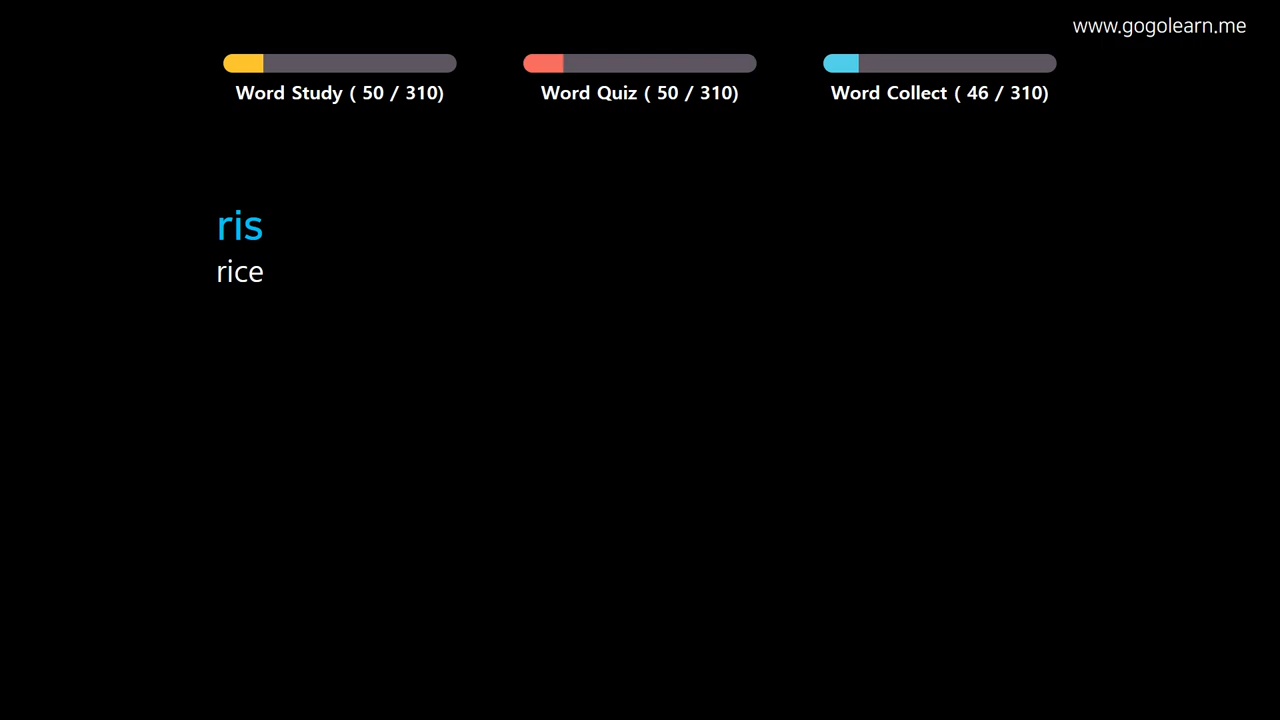 www.gogolearn.me
Word Study ( 50 / 310)
Word Quiz ( 50 / 310)
Word Collect ( 46 / 310)
ris
rice